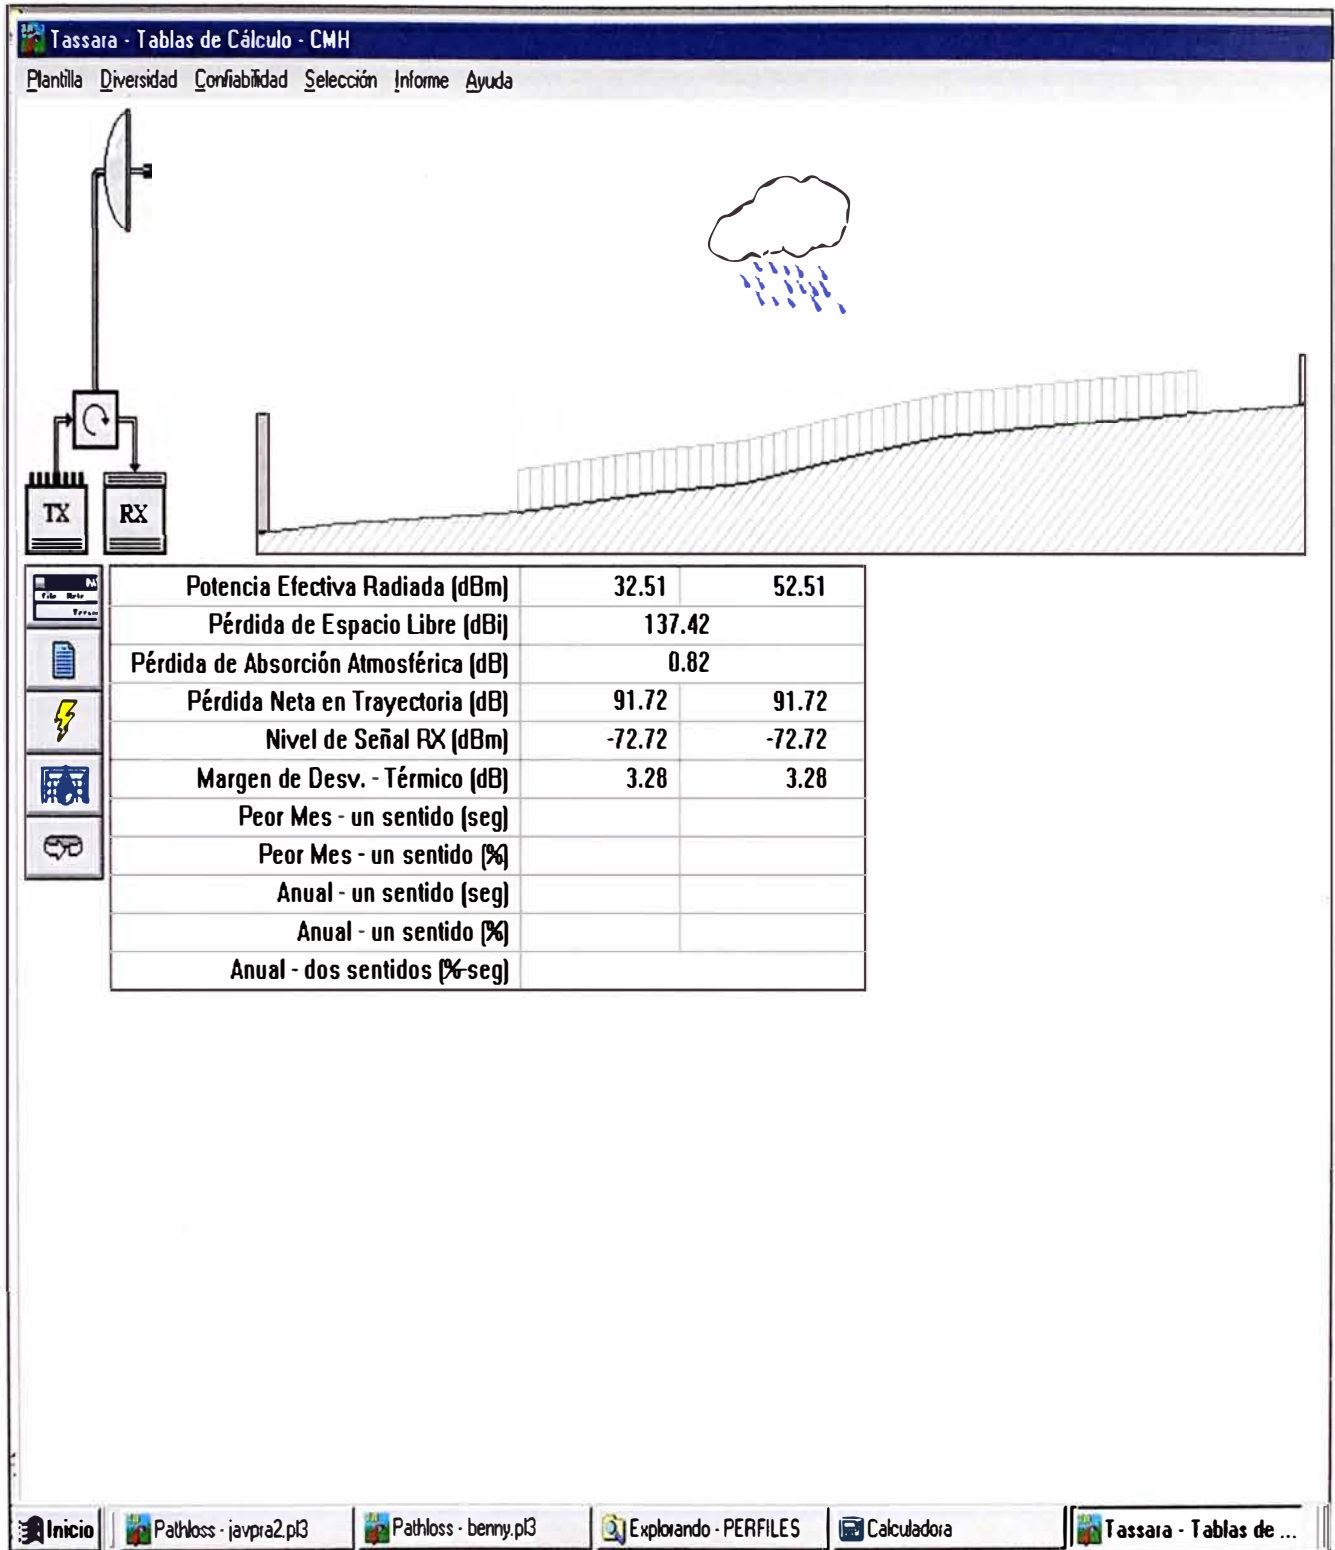 Tassara - Tablas de Cálculo - CMH
Plantilla Diversidad Confiabilidad Selección Informe Ayuda
TX RX
Potencia Efectiva Radiada (dBm) 32.51 52.51
Pérdida de Espacio Libre (dBi) 137.42
Pérdida de Absorción Atmosférica (dB) 0.82
Pérdida Neta en Trayectoria (dB) 91.72 91.72
Nivel de Señal RX (dBm) -72.72 -72.72
Margen de Desv. - Térmico (dB) 3.28 3.28
Peor Mes - un sentido (seg)
Peor Mes - un sentido (%)
Anual - un sentido (seg)
Anual - un sentido (%)
Anual - dos sentidos (%-seg)
Inicio Pathloss - javpra2.pl3 Pathloss - benny.pl3 Explorando - PERFILES Calculadora Tassara - Tablas de ...